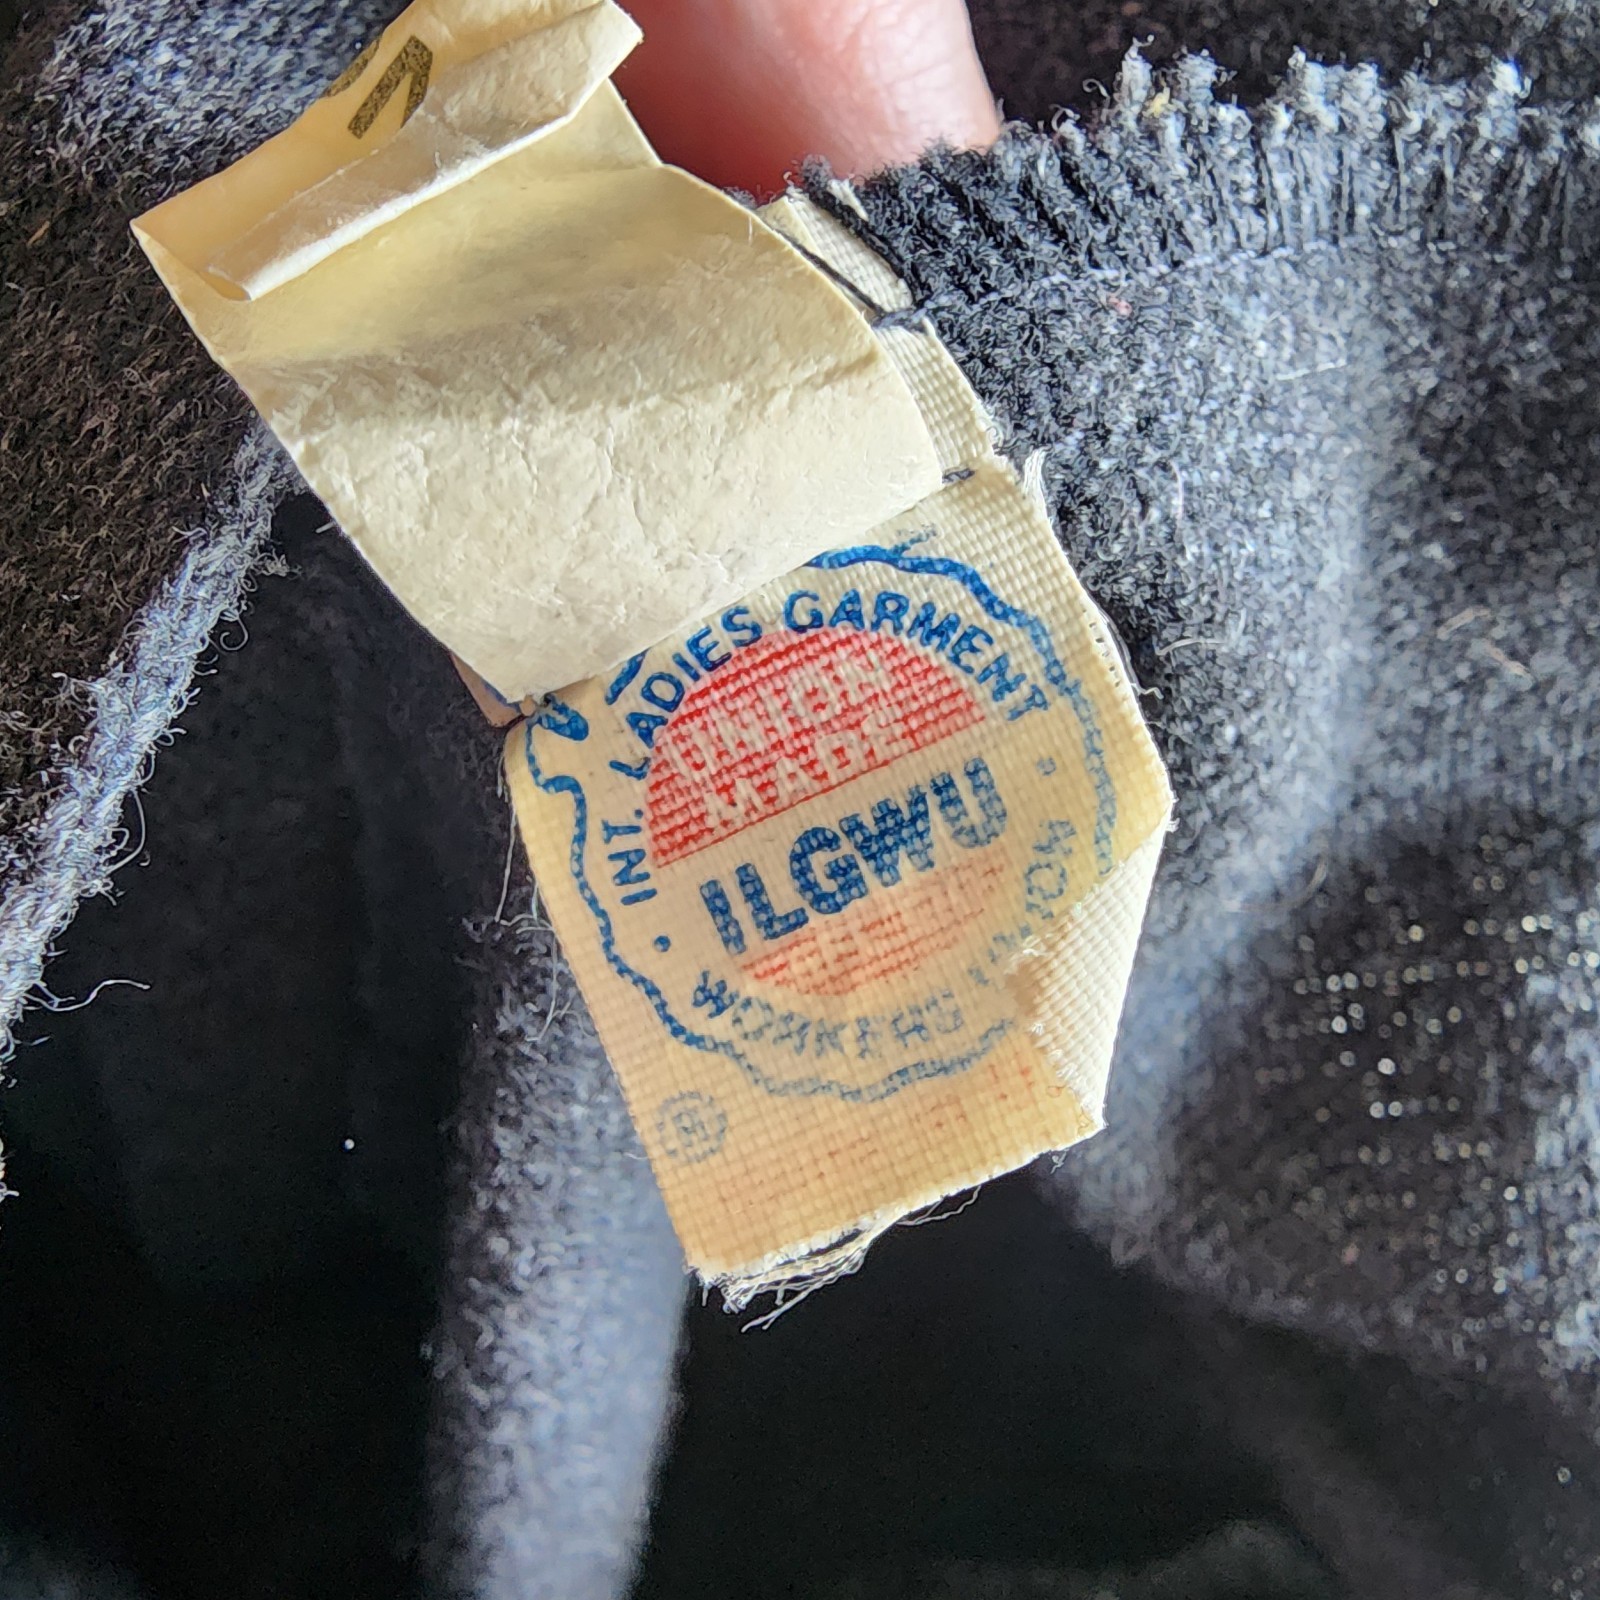 INT. LADIES GARMENT
UNION
MADE
ILGWU
WORKERS UNION
®